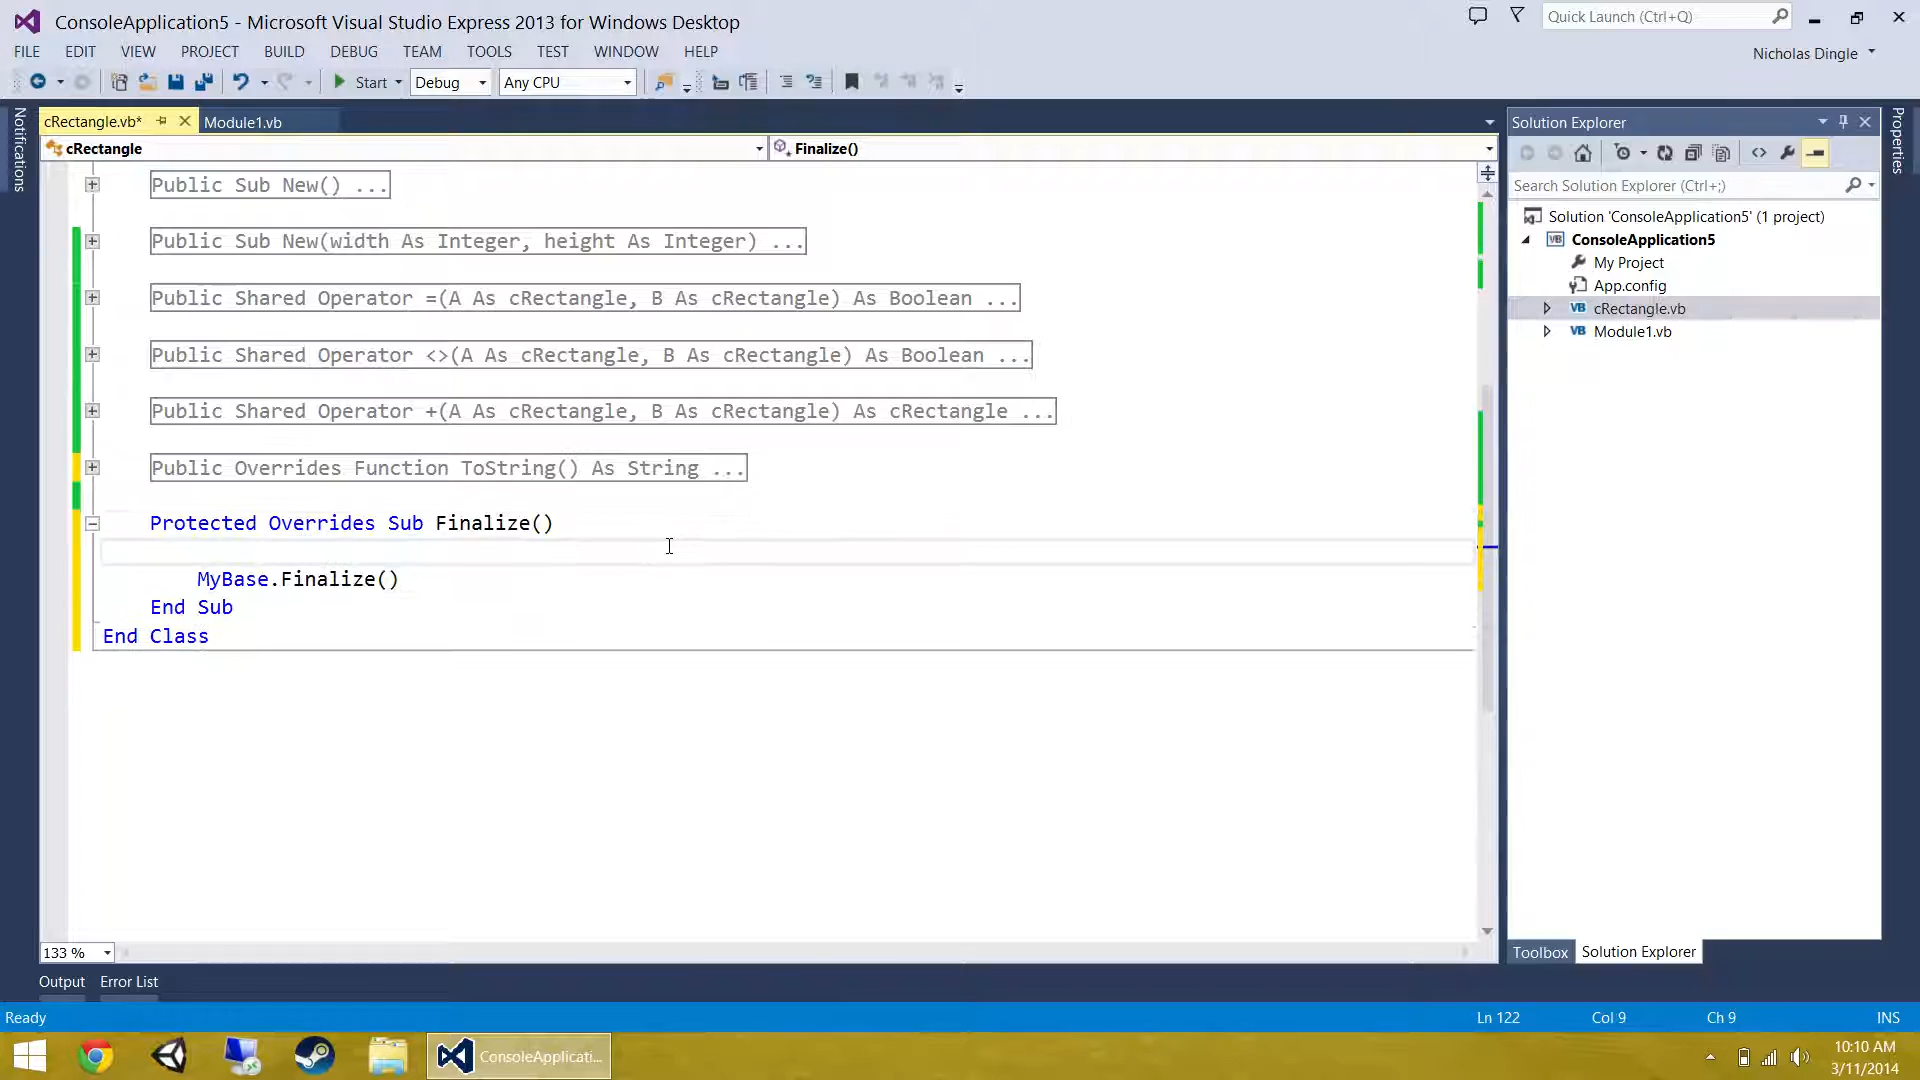 ConsoleApplication5 - Microsoft Visual Studio Express 2013 for Windows Desktop
Quick Launch (Ctrl+Q)
FILE EDIT VIEW PROJECT BUILD DEBUG TEAM TOOLS TEST WINDOW HELP
Nicholas Dingle
Start Debug Any CPU
Notifications
cRectangle.vb* Module1.vb
cRectangle Finalize()
Public Sub New() ...
Public Sub New(width As Integer, height As Integer) ...
Public Shared Operator =(A As cRectangle, B As cRectangle) As Boolean ...
Public Shared Operator <>(A As cRectangle, B As cRectangle) As Boolean ...
Public Shared Operator +(A As cRectangle, B As cRectangle) As cRectangle ...
Public Overrides Function ToString() As String ...
Protected Overrides Sub Finalize()
MyBase.Finalize()
End Sub
End Class
133 %
Solution Explorer
Search Solution Explorer (Ctrl+;)
Solution 'ConsoleApplication5' (1 project)
VB ConsoleApplication5
My Project
App.config
VB cRectangle.vb
VB Module1.vb
Toolbox Solution Explorer
Properties
Output Error List
Ready Ln 122 Col 9 Ch 9 INS
ConsoleApplicati...
10:10 AM
3/11/2014